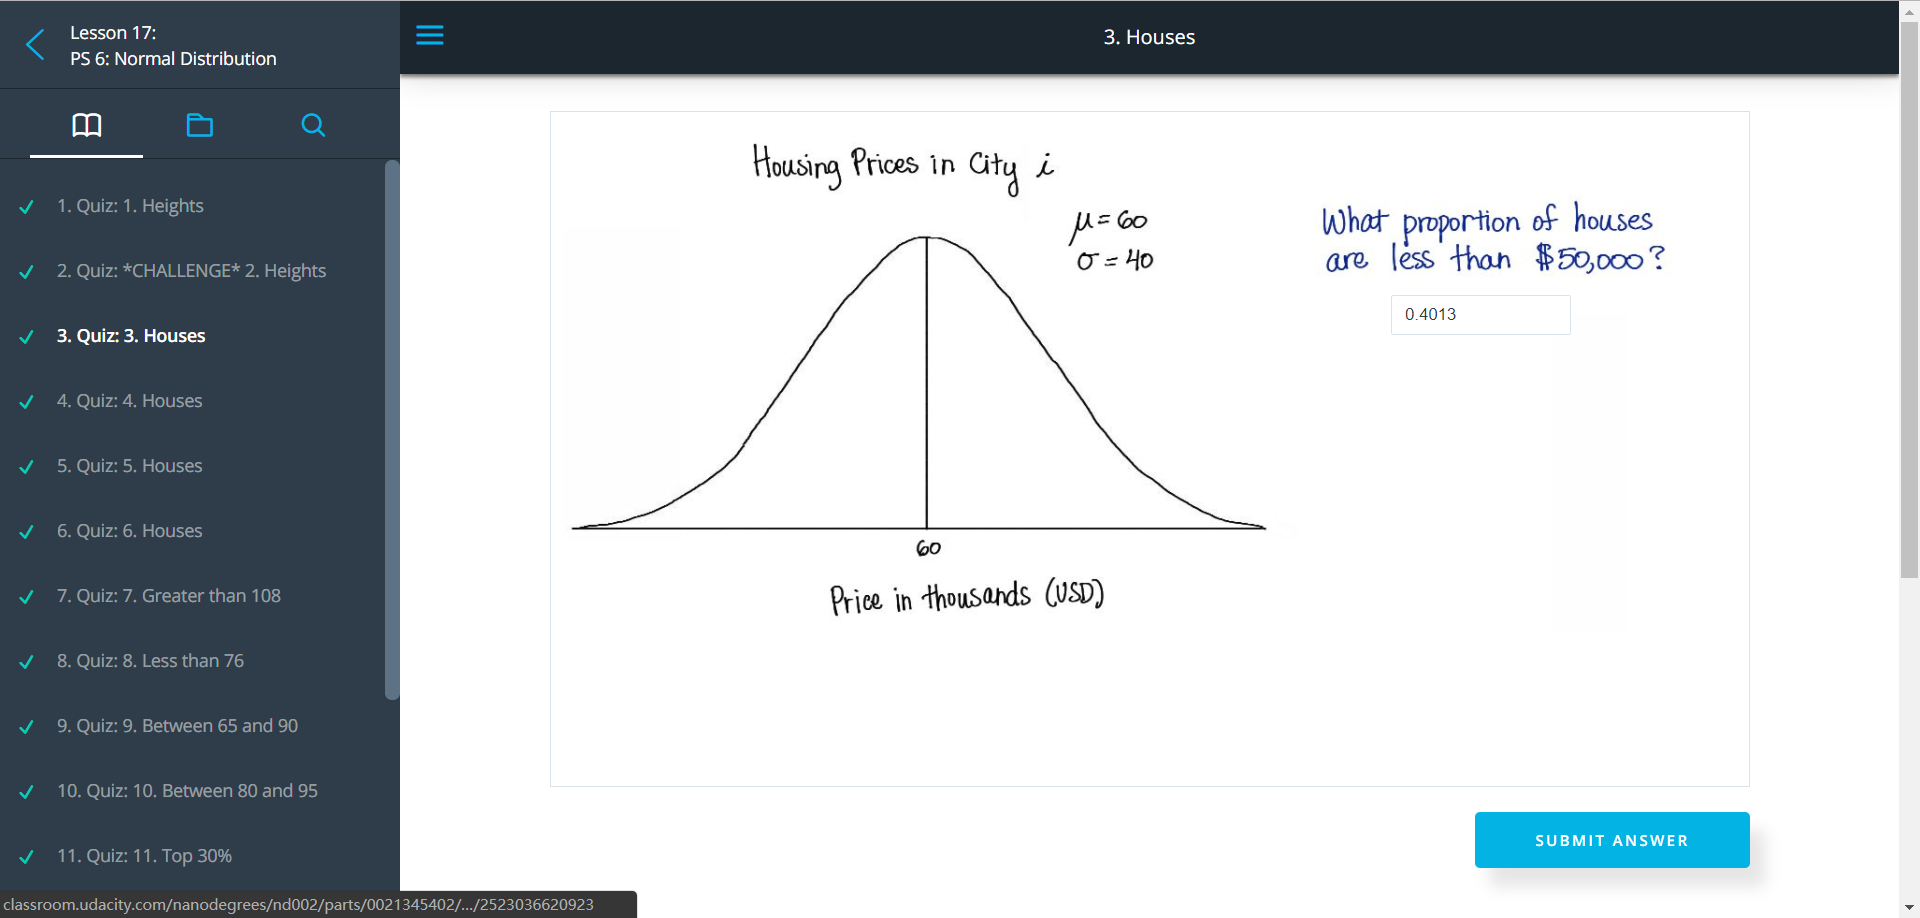 Lesson 17:
PS 6: Normal Distribution
3. Houses
1. Quiz: 1. Heights
2. Quiz: *CHALLENGE* 2. Heights
3. Quiz: 3. Houses
4. Quiz: 4. Houses
5. Quiz: 5. Houses
6. Quiz: 6. Houses
7. Quiz: 7. Greater than 108
8. Quiz: 8. Less than 76
9. Quiz: 9. Between 65 and 90
10. Quiz: 10. Between 80 and 95
11. Quiz: 11. Top 30%
classroom.udacity.com/nanodegrees/nd002/parts/0021345402/.../2523036620923
Housing Prices in City i
μ = 60
σ = 40
60
Price in thousands (USD)
What proportion of houses
are less than $50,000?
0.4013
SUBMIT ANSWER